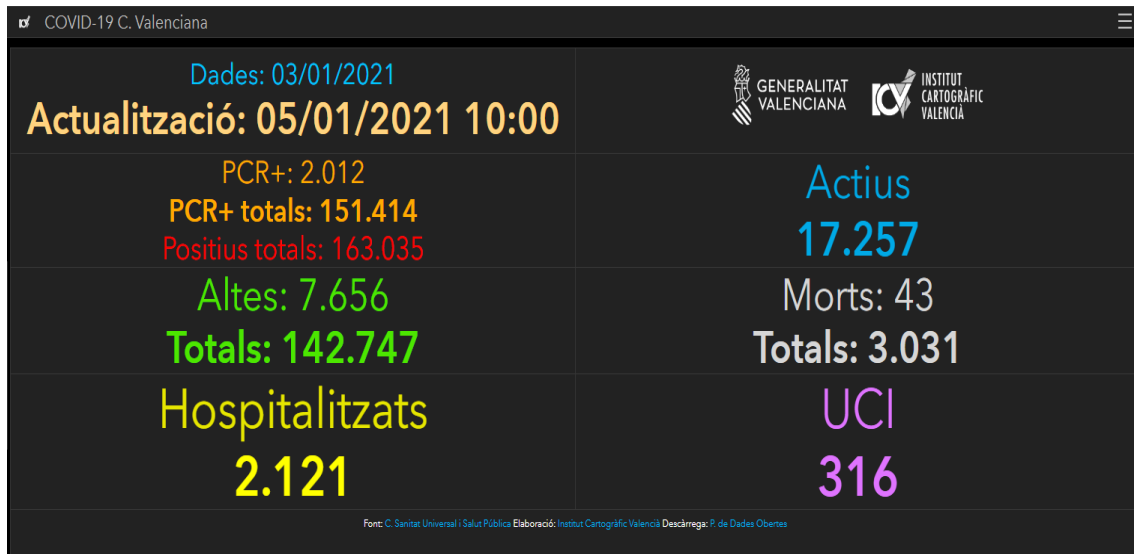 COVID-19 C. Valenciana
Dades: 03/01/2021
Actualització: 05/01/2021 10:00
GENERALITAT
VALENCIANA
ICV
INSTITUT
CARTOGRÀFIC
VALENCIÀ
PCR+: 2.012
PCR+ totals: 151.414
Positius totals: 163.035
Actius
17.257
Altes: 7.656
Totals: 142.747
Morts: 43
Totals: 3.031
Hospitalitzats
2.121
UCI
316
Font: C. Sanitat Universal i Salut Pública Elaboració: Institut Cartogràfic Valencià Descàrrega: P. de Dades Obertes